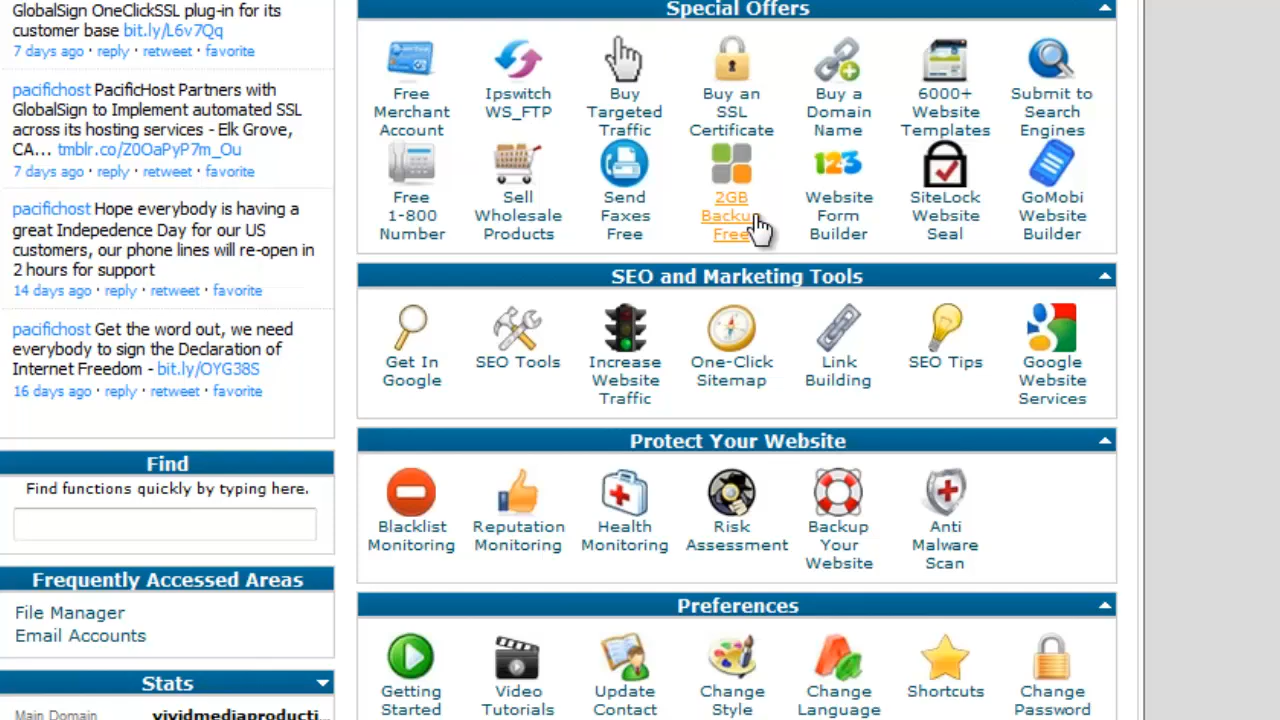 GlobalSign OneClickSSL plug-in for its
customer base bit.ly/L6v7Qq
7 days ago · reply · retweet · favorite
pacifichost PacificHost Partners with
GlobalSign to Implement automated SSL
across its hosting services - Elk Grove,
CA... tmblr.co/Z0OaPyP7m_Ou
7 days ago · reply · retweet · favorite
pacifichost Hope everybody is having a
great Indepedence Day for our US
customers, our phone lines will re-open in
2 hours for support
14 days ago · reply · retweet · favorite
pacifichost Get the word out, we need
everybody to sign the Declaration of
Internet Freedom - bit.ly/OYG38S
16 days ago · reply · retweet · favorite
Find
Find functions quickly by typing here.
Frequently Accessed Areas
File Manager
Email Accounts
Stats
Main Domain vividmediaproducti...
Special Offers
Free
Merchant
Account
Ipswitch
WS_FTP
Buy
Targeted
Traffic
Buy an
SSL
Certificate
Buy a
Domain
Name
6000+
Website
Templates
Submit to
Search
Engines
Free
1-800
Number
Sell
Wholesale
Products
Send
Faxes
Free
2GB
Backup
Free
123
Website
Form
Builder
SiteLock
Website
Seal
GoMobi
Website
Builder
SEO and Marketing Tools
Get In
Google
SEO Tools
Increase
Website
Traffic
One-Click
Sitemap
Link
Building
SEO Tips
Google
Website
Services
Protect Your Website
Blacklist
Monitoring
Reputation
Monitoring
Health
Monitoring
Risk
Assessment
Backup
Your
Website
Anti
Malware
Scan
Preferences
Getting
Started
Video
Tutorials
Update
Contact
Change
Style
Change
Language
Shortcuts
Change
Password